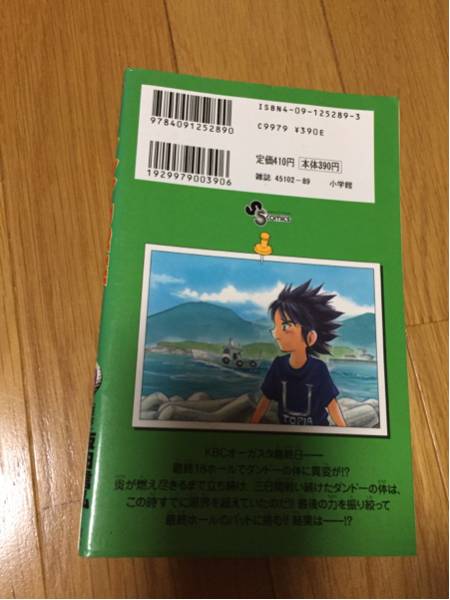 ISBN4-09-125289-3
C9979 ¥390E
9784091252890
定価410円
本体390円
雑誌 45102-89
小学館
1929979003906
S
5 COMICS
U
TOPIA
KBCオーガスタ最終日――
最終18ホールでダンドーの体に異変が!?
炎が燃え尽きるまで立ち続け、三日間戦い続けたダンドーの体は、
この時すでに限界を超えていたのだ!! 最後の力を振り絞って
最終ホールのパットに挑む!! 結果は――!?